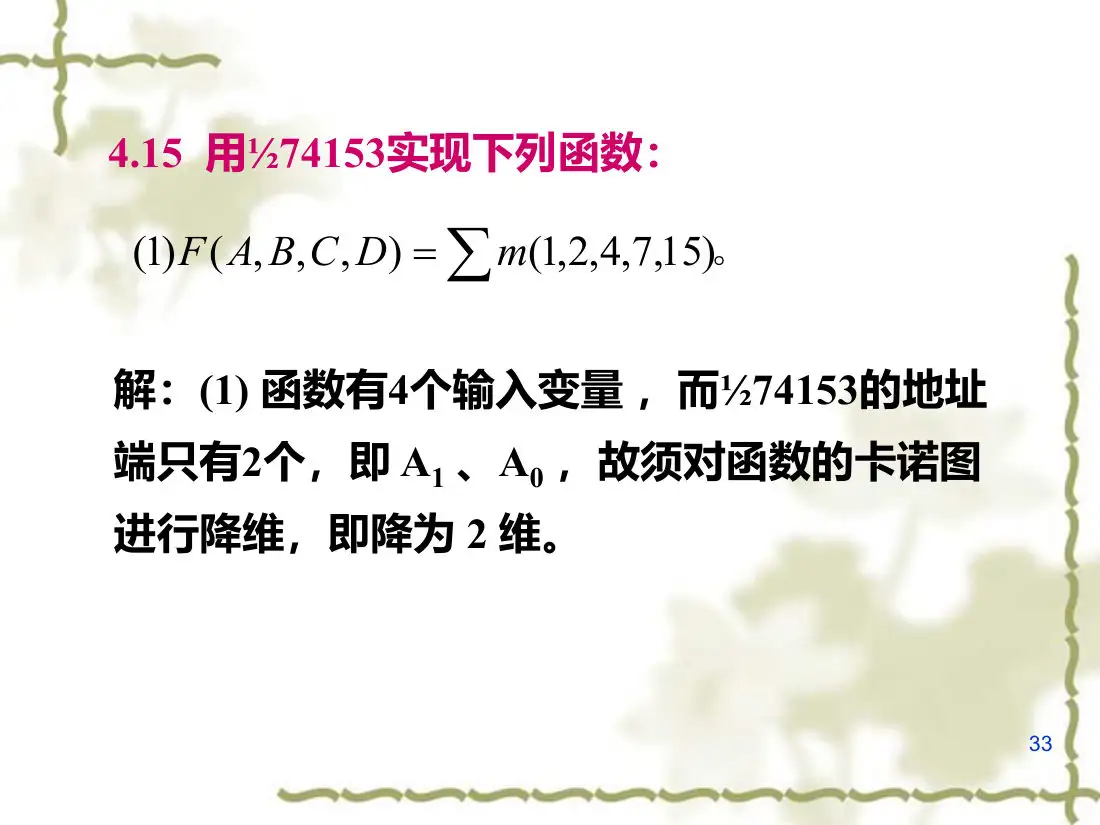 4.15 用½74153实现下列函数：
(1)F(A,B,C,D)=∑m(1,2,4,7,15)。
解：(1) 函数有4个输入变量 ，而½74153的地址
端只有2个，即 A₁ 、A₀ ，故须对函数的卡诺图
进行降维，即降为 2 维。
33